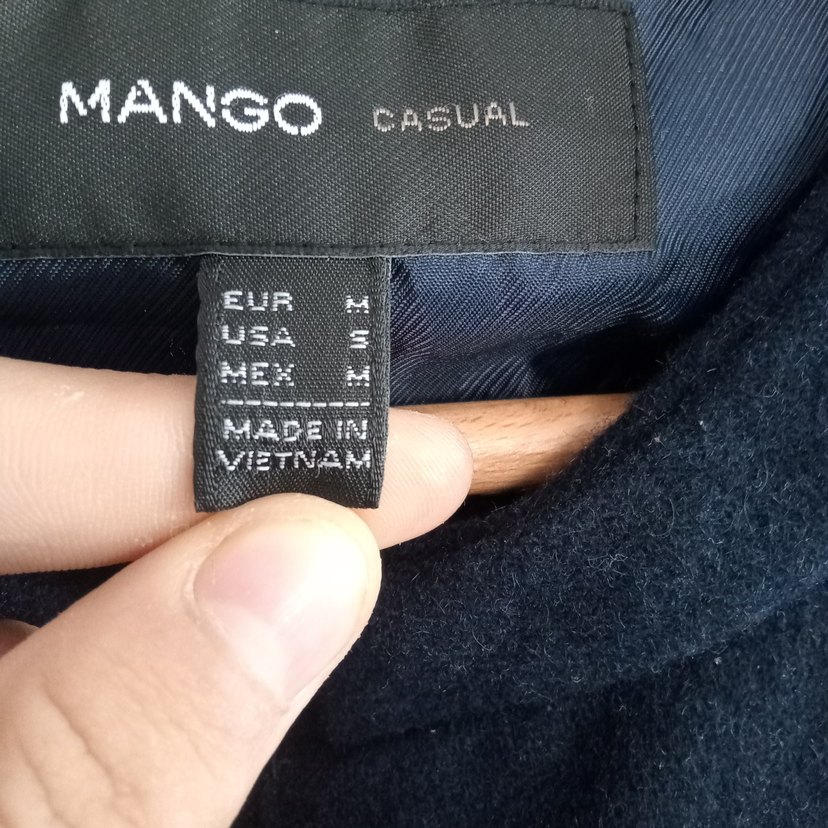 MANGO CASUAL
EUR M
USA S
MEX M
MADE IN
VIETNAM